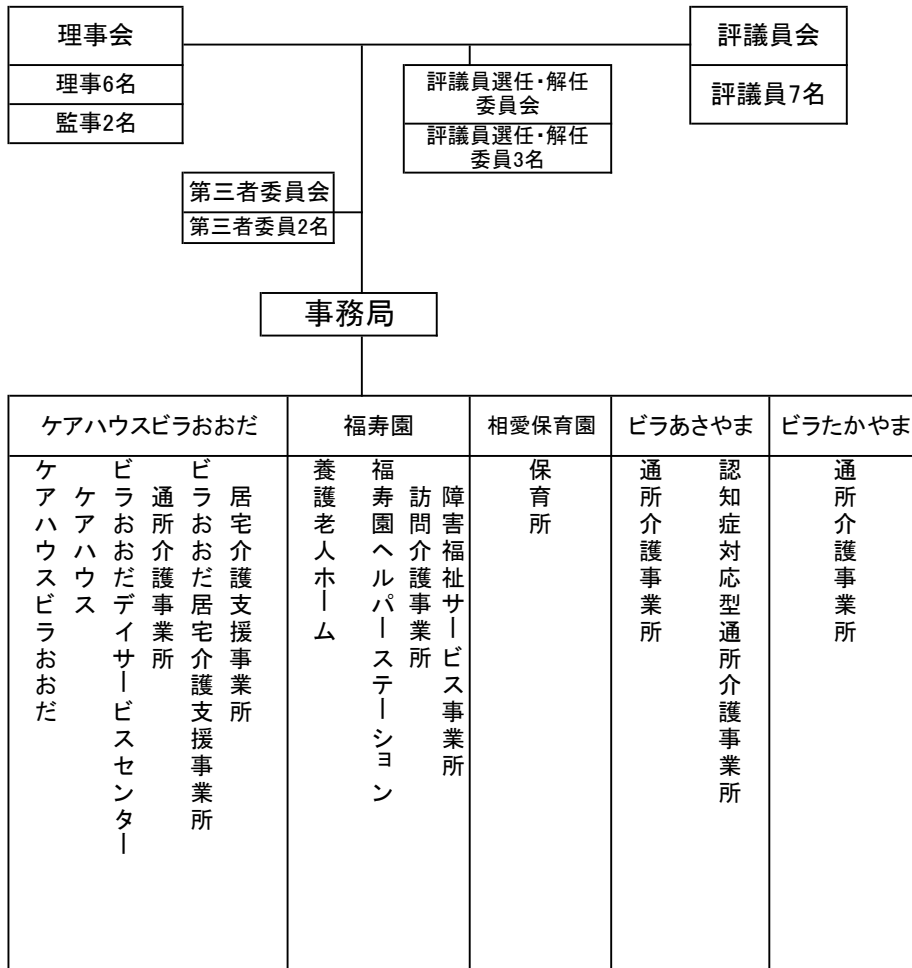 理事会
理事6名
監事2名
評議員会
評議員7名
評議員選任・解任
委員会
評議員選任・解任
委員3名
第三者委員会
第三者委員2名
事務局
ケアハウスビラおおだ
ケアハウスビラおおだ
ケアハウス
ビラおおだデイサービスセンター
通所介護事業所
ビラおおだ居宅介護支援事業所
居宅介護支援事業所
福寿園
養護老人ホーム
福寿園ヘルパーステーション
訪問介護事業所
障害福祉サービス事業所
相愛保育園
保育所
ビラあさやま
通所介護事業所
認知症対応型通所介護事業所
ビラたかやま
通所介護事業所